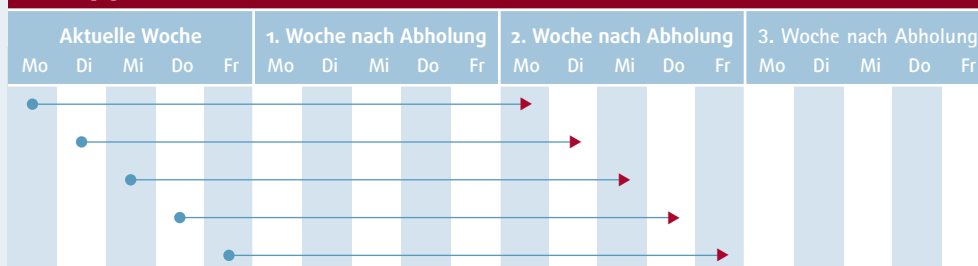 Aktuelle Woche 1. Woche nach Abholung 2. Woche nach Abholung 3. Woche nach Abholung
Mo Di Mi Do Fr Mo Di Mi Do Fr Mo Di Mi Do Fr Mo Di Mi Do Fr